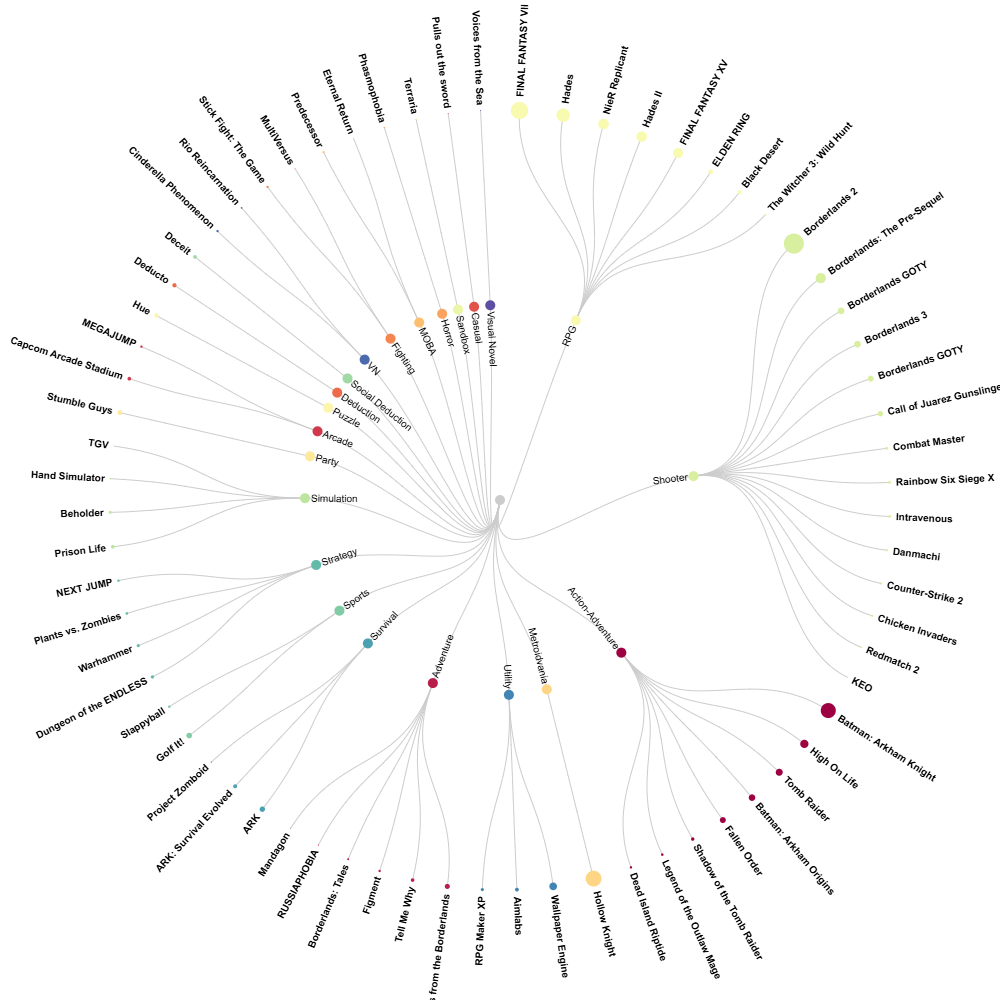 FINAL FANTASY VII
Hades
NieR Replicant
Hades II
FINAL FANTASY XV
ELDEN RING
Black Desert
The Witcher 3: Wild Hunt
RPG
Borderlands 2
Borderlands: The Pre-Sequel
Borderlands GOTY
Borderlands 3
Borderlands GOTY
Call of Juarez Gunslinge
Combat Master
Rainbow Six Siege X
Intravenous
Danmachi
Counter-Strike 2
Chicken Invaders
Redmatch 2
KEO
Shooter
Batman: Arkham Knight
High On Life
Tomb Raider
Batman: Arkham Origins
Fallen Order
Shadow of the Tomb Raider
Legend of the Outlaw Mage
Dead Island Riptide
Action-Adventure
Hollow Knight
Metroidvania
Wallpaper Engine
Aimlabs
RPG Maker XP
Utility
s from the Borderlands
Tell Me Why
Figment
Borderlands: Tales
RUSSIAPHOBIA
Mandagon
Adventure
ARK
ARK: Survival Evolved
Project Zomboid
Survival
Golf It!
Slappyball
Sports
Dungeon of the ENDLESS
Warhammer
Plants vs. Zombies
NEXT JUMP
Strategy
Prison Life
Beholder
Hand Simulator
TGV
Simulation
Stumble Guys
Party
Capcom Arcade Stadium
MEGAJUMP
Arcade
Hue
Puzzle
Deducto
Deduction
Deceit
Social Deduction
Cinderella Phenomenon
Rio Reincarnation
VN
Stick Fight: The Game
MultiVersus
Fighting
Predecessor
Eternal Return
MOBA
Phasmophobia
Horror
Terraria
Sandbox
Pulls out the sword
Casual
Voices from the Sea
Visual Novel